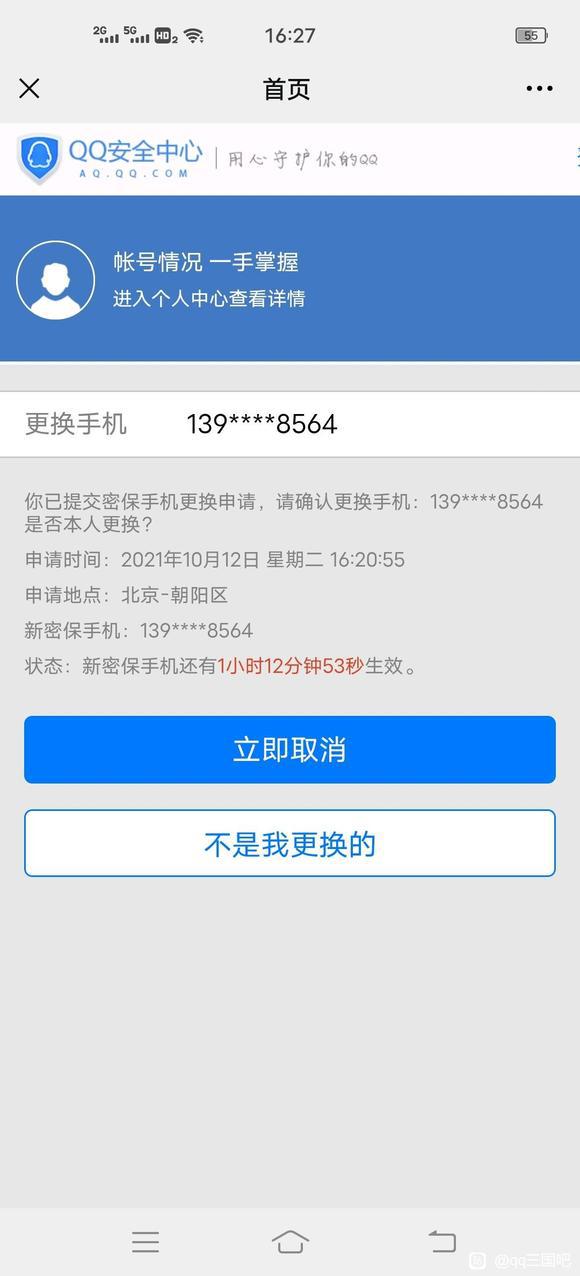 2G 5G HD2 16:27 55
首页
QQ安全中心 用心守护你的QQ
AQ.QQ.COM
帐号情况 一手掌握
进入个人中心查看详情
更换手机 139****8564
你已提交密保手机更换申请，请确认更换手机：139****8564
是否本人更换？
申请时间：2021年10月12日 星期二 16:20:55
申请地点：北京-朝阳区
新密保手机：139****8564
状态：新密保手机还有1小时12分钟53秒生效。
立即取消
不是我更换的
@qq三国吧